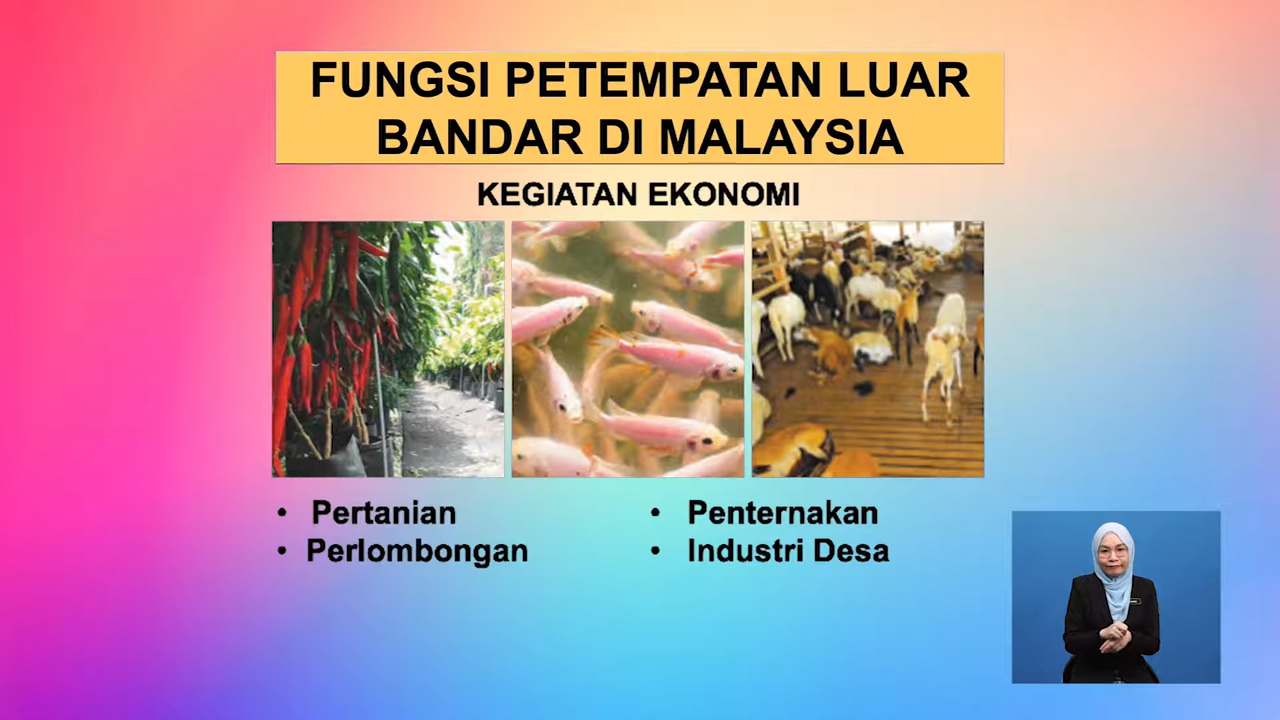 FUNGSI PETEMPATAN LUAR
BANDAR DI MALAYSIA
KEGIATAN EKONOMI
• Pertanian
• Perlombongan
• Penternakan
• Industri Desa